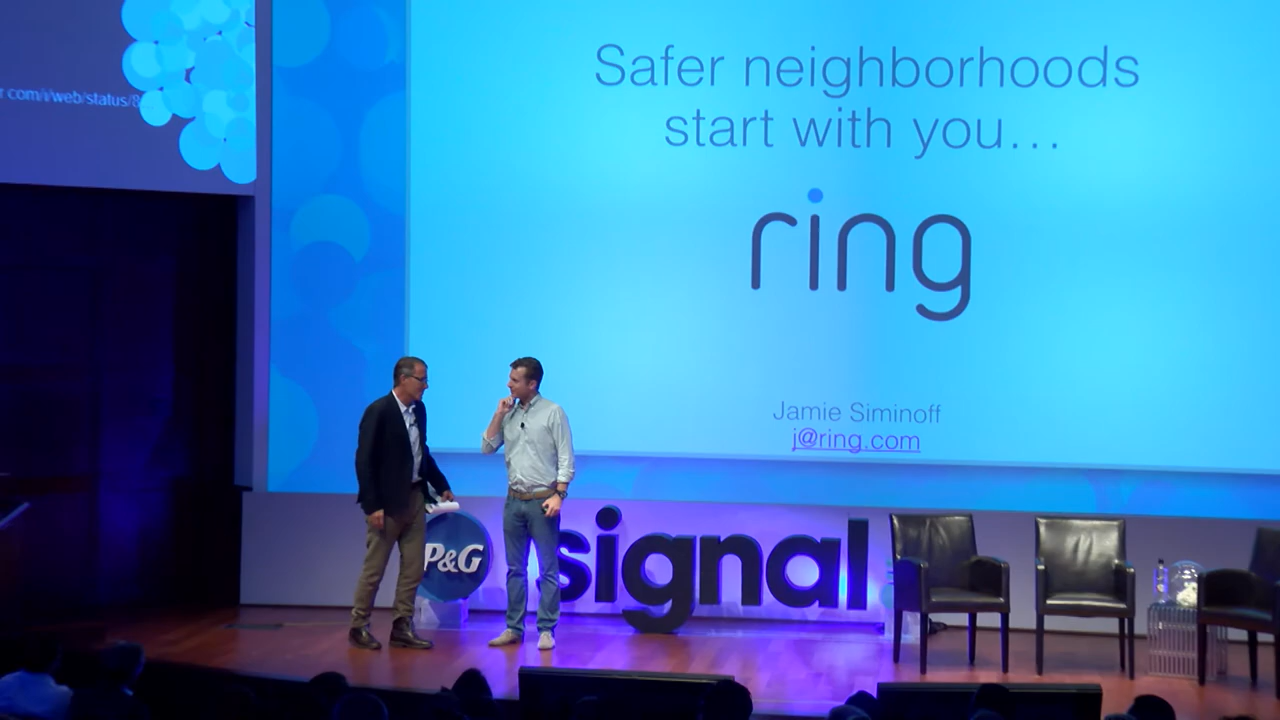 r com/i/web/status/8
Safer neighborhoods
start with you...
ring
Jamie Siminoff
j@ring.com
P&G
signal